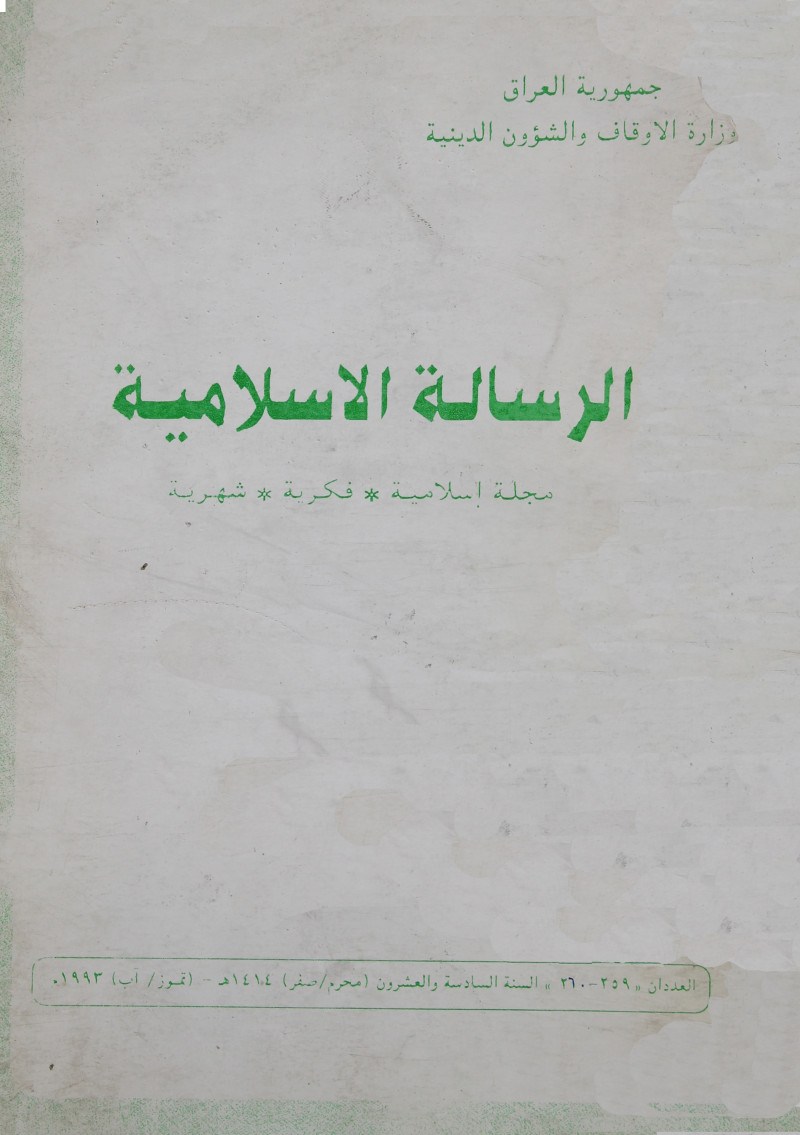 جمهورية العراق
وزارة الاوقاف والشؤون الدينية
الرسالة الاسلامية
مجلة إسلامية * فكرية * شهرية
العددان « ٢٥٩-٢٦٠ » السنة السادسة والعشرون (محرم/صفر) ١٤١٤هـ - (تموز/ آب) ١٩٩٣.